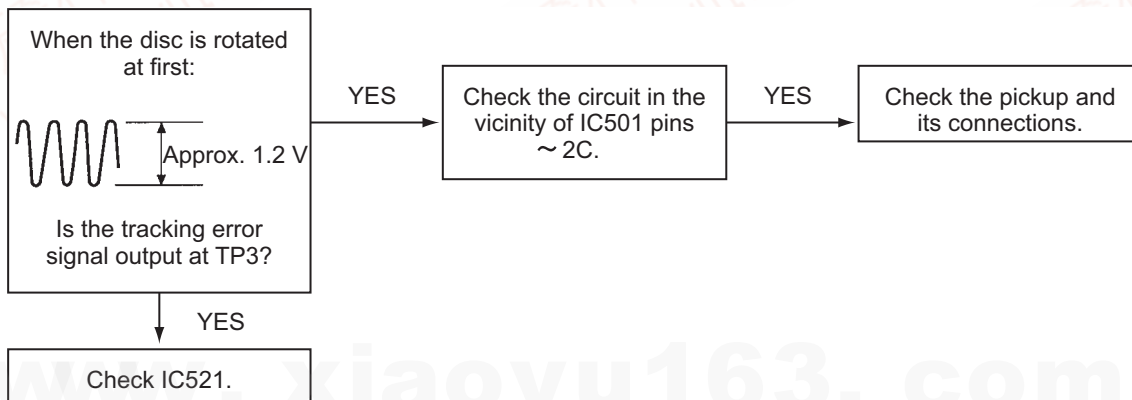 When the disc is rotated
at first:
Approx. 1.2 V
Is the tracking error
signal output at TP3?
YES
Check the circuit in the
vicinity of IC501 pins
~ 2C.
YES
Check the pickup and
its connections.
YES
Check IC521.
www.xiaoyu163.com